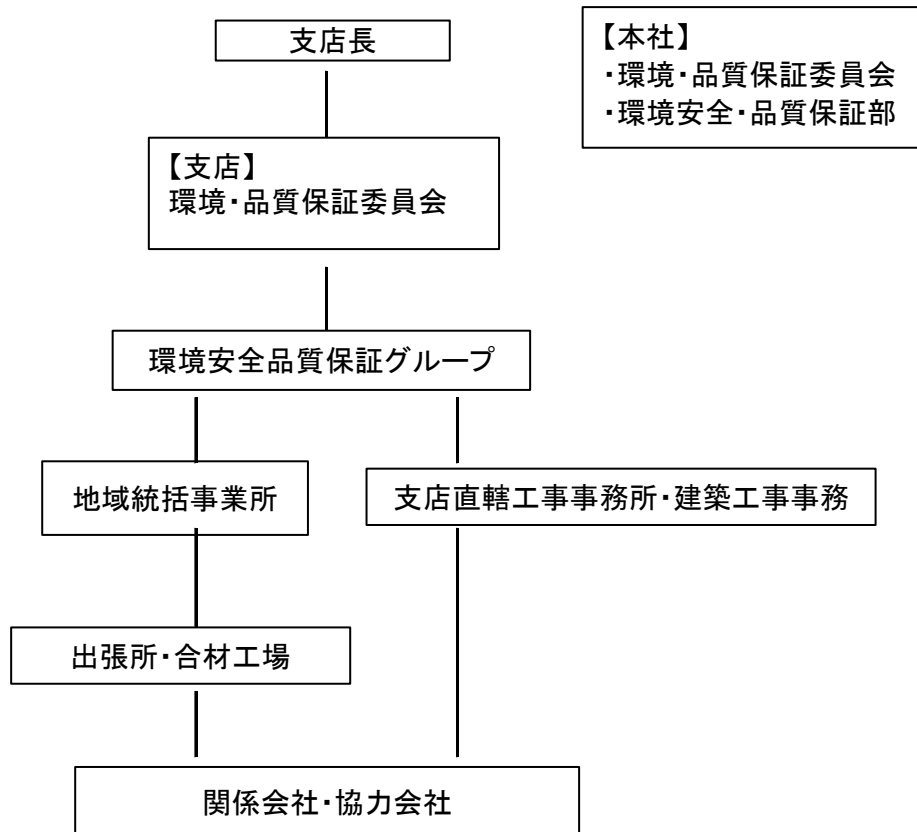 支店長
【本社】
・環境・品質保証委員会
・環境安全・品質保証部
【支店】
環境・品質保証委員会
環境安全品質保証グループ
地域統括事業所
支店直轄工事事務所・建築工事事務
出張所・合材工場
関係会社・協力会社